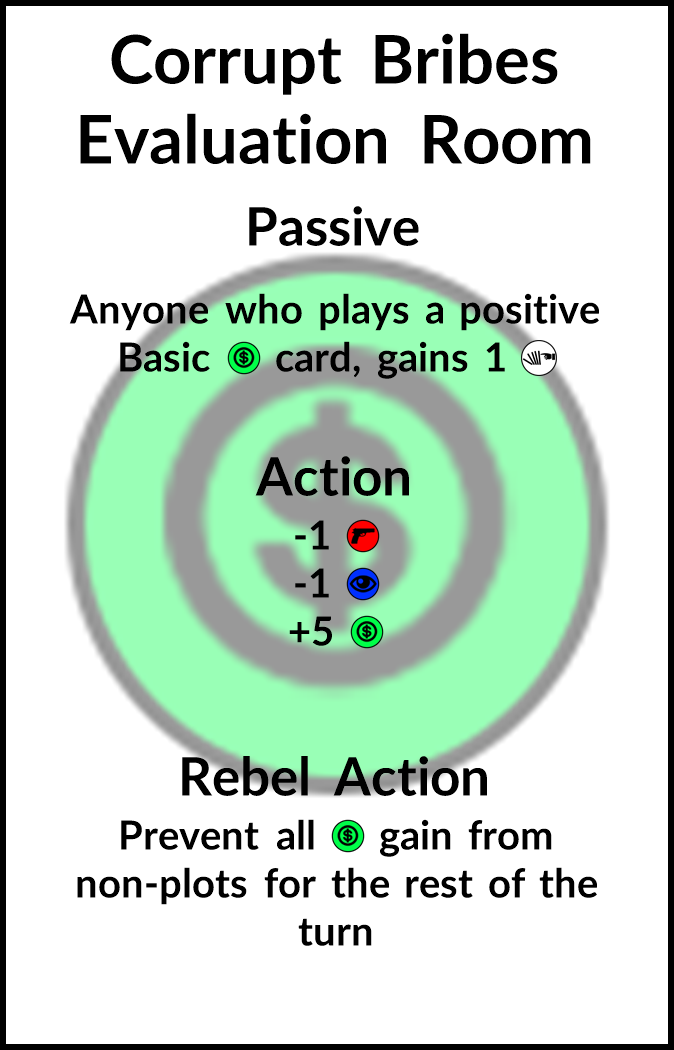 Corrupt Bribes
Evaluation Room
Passive
Anyone who plays a positive
Basic $ card, gains 1
Action
-1
-1
+5 $
Rebel Action
Prevent all $ gain from
non-plots for the rest of the
turn